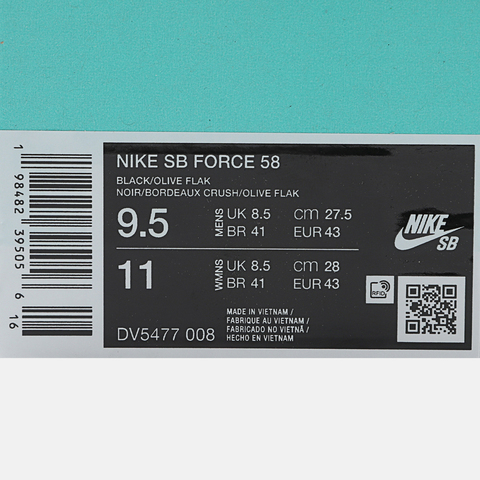 NIKE SB FORCE 58
BLACK/OLIVE FLAK
NOIR/BORDEAUX CRUSH/OLIVE FLAK
9.5 MENS UK 8.5 cm 27.5
BR 41 EUR 43
11 WMNS UK 8.5 cm 28
BR 41 EUR 43
NIKE
SB
RFID
DV5477 008
MADE IN VIETNAM /
FABRIQUE AU VIETNAM /
FABRICADO NO VIETNÃ /
HECHO EN VIETNAM
1 98482 39505 6 16